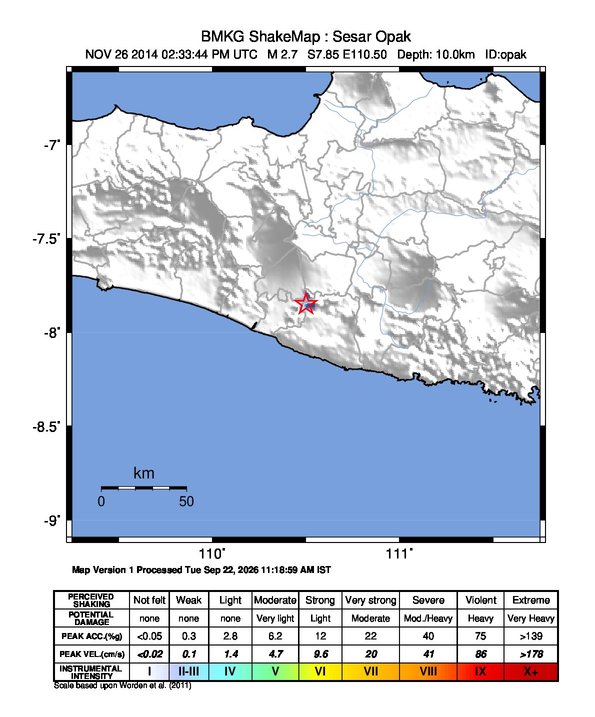 BMKG ShakeMap : Sesar Opak
NOV 26 2014 02:33:44 PM UTC M 2.7 S7.85 E110.50 Depth: 10.0km ID:opak
-7°
-7.5°
-8°
-8.5°
-9°
km
0 50
110° 111°
Map Version 1 Processed Tue Sep 22, 2026 11:18:59 AM IST
PERCEIVED SHAKING Not felt Weak Light Moderate Strong Very strong Severe Violent Extreme
POTENTIAL DAMAGE none none none Very light Light Moderate Mod./Heavy Heavy Very Heavy
PEAK ACC.(%g) <0.05 0.3 2.8 6.2 12 22 40 75 >139
PEAK VEL.(cm/s) <0.02 0.1 1.4 4.7 9.6 20 41 86 >178
INSTRUMENTAL INTENSITY I II-III IV V VI VII VIII IX X+
Scale based upon Worden et al. (2011)